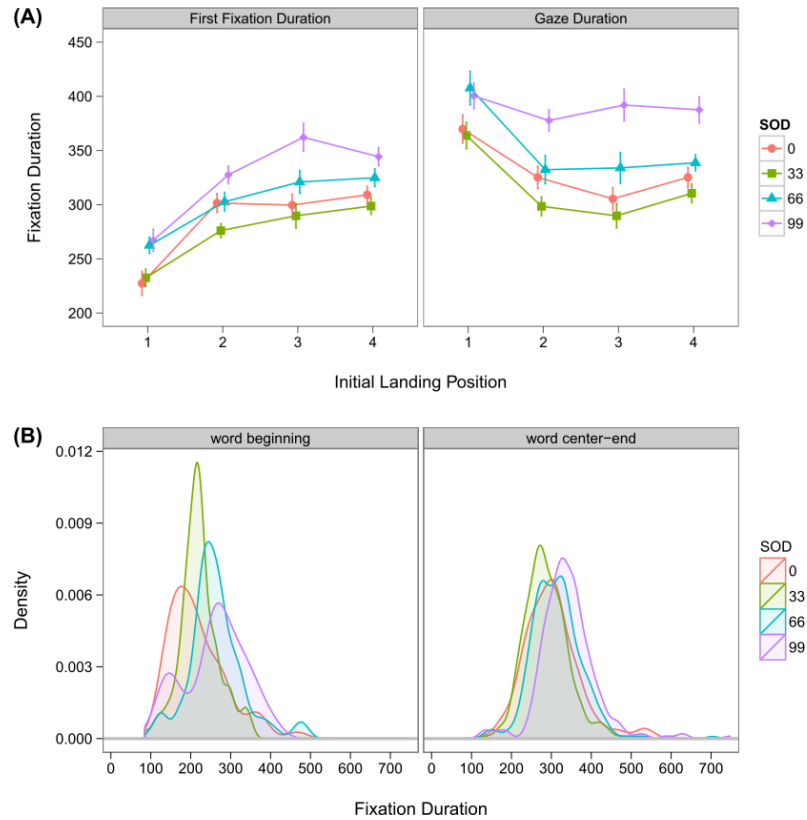 (A)
First Fixation Duration
Gaze Duration
450
400
350
300
250
200
Fixation Duration
1 2 3 4
1 2 3 4
Initial Landing Position
SOD
0
33
66
99
(B)
word beginning
word center−end
0.012
0.009
0.006
0.003
0.000
Density
0 100 200 300 400 500 600 700
0 100 200 300 400 500 600 700
Fixation Duration
SOD
0
33
66
99